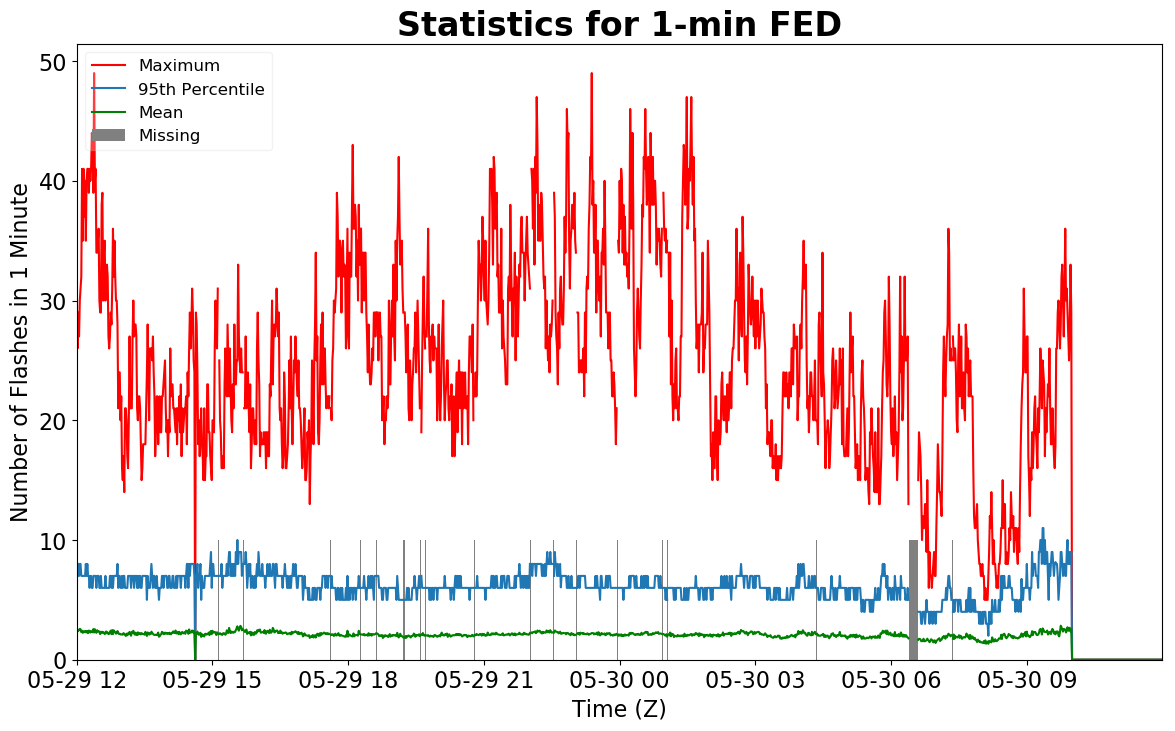 Statistics for 1-min FED
Maximum
95th Percentile
Mean
Missing
Number of Flashes in 1 Minute
50
40
30
20
10
0
05-29 12 05-29 15 05-29 18 05-29 21 05-30 00 05-30 03 05-30 06 05-30 09
Time (Z)